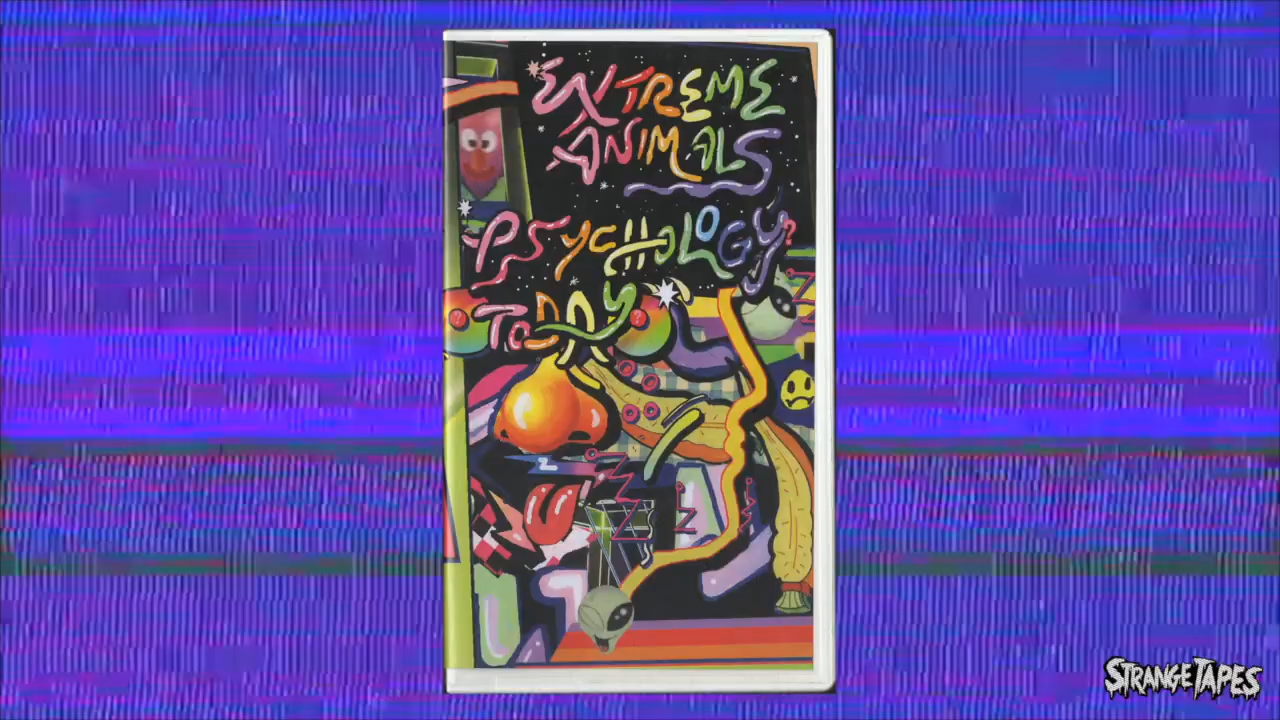 EXTREME
ANIMALS
PSYCHOLOGY?
TODAY
STRANGE TAPES